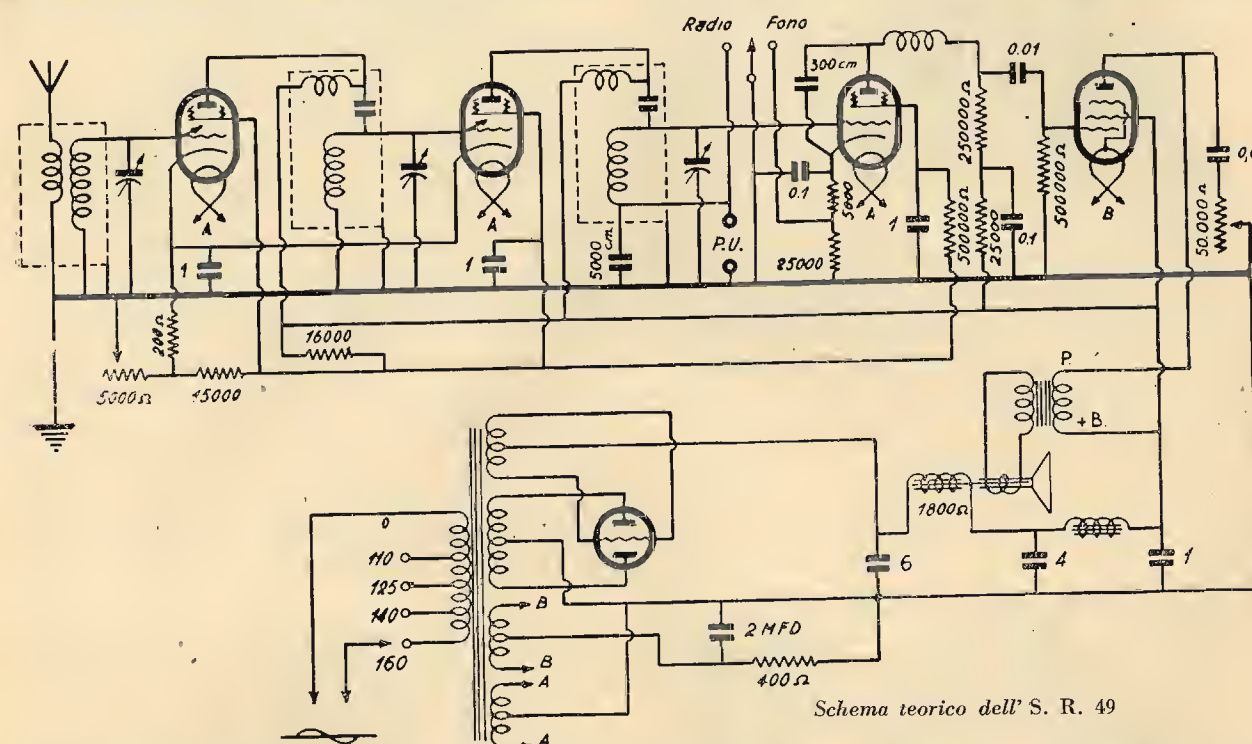 Radio
Fono
300 cm
0.01
A
A
A
B
250000 Ω
500000 Ω
0.1
5000
1
1
1
500000 Ω
25000
0.1
50.000 Ω
5000 cm
P.U.
25000
200 Ω
16000
5000 Ω
15000
P.
+ B.
0
110
125
140
160
1800 Ω
6
4
1
B
B
A
A
2 MFD
400 Ω
Schema teorico dell' S. R. 49